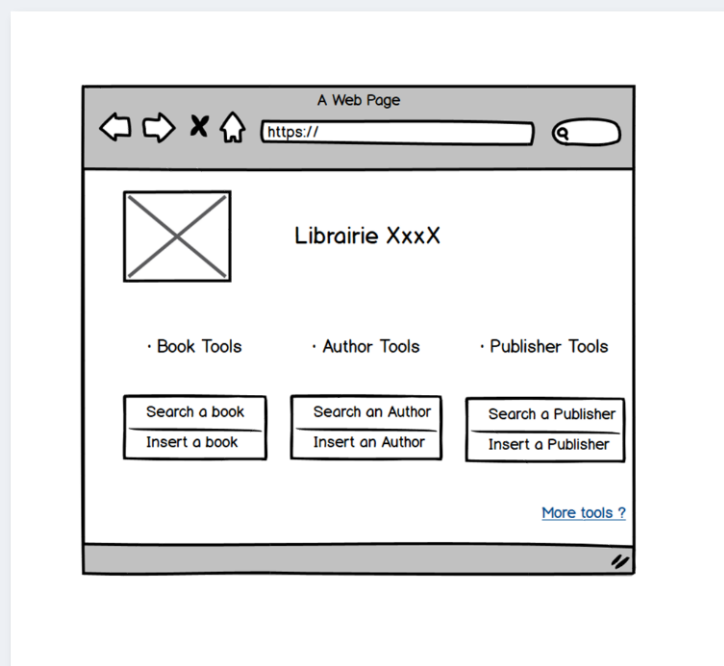 A Web Page
https://
Librairie XxxX
· Book Tools
· Author Tools
· Publisher Tools
Search a book
Insert a book
Search an Author
Insert an Author
Search a Publisher
Insert a Publisher
More tools ?